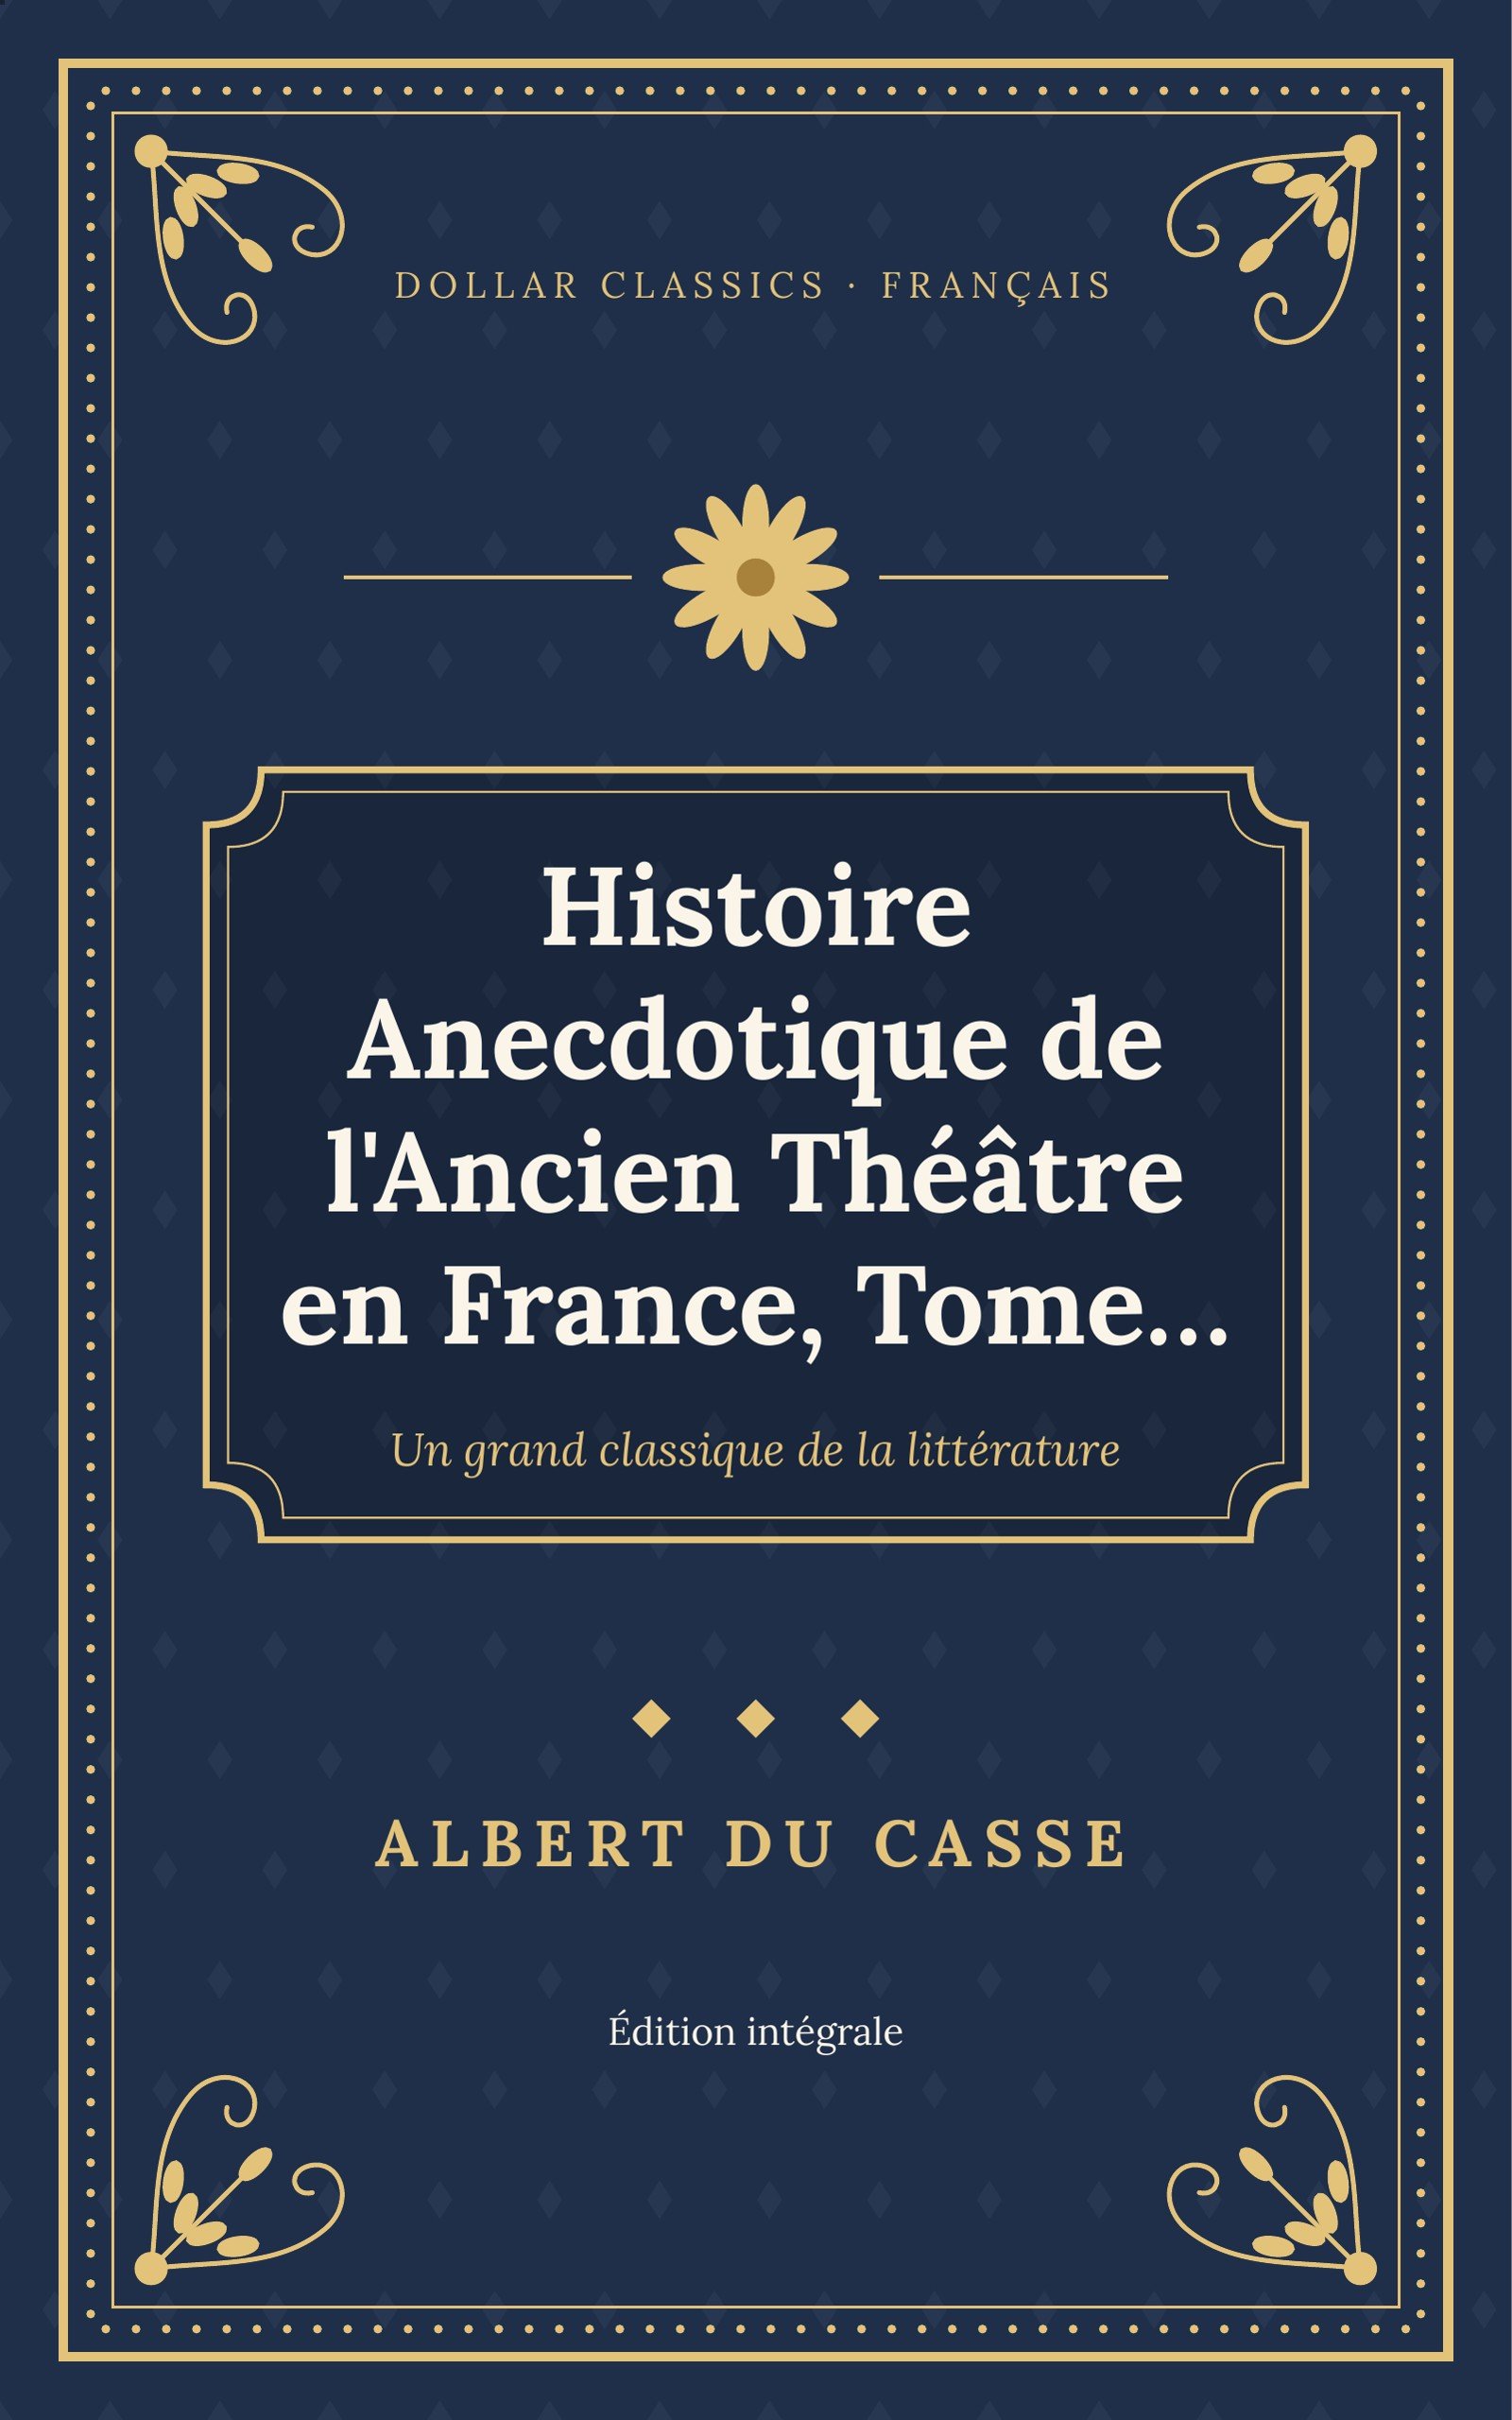 DOLLAR CLASSICS · FRANÇAIS
Histoire
Anecdotique de
l'Ancien Théâtre
en France, Tome...
Un grand classique de la littérature
ALBERT DU CASSE
Édition intégrale